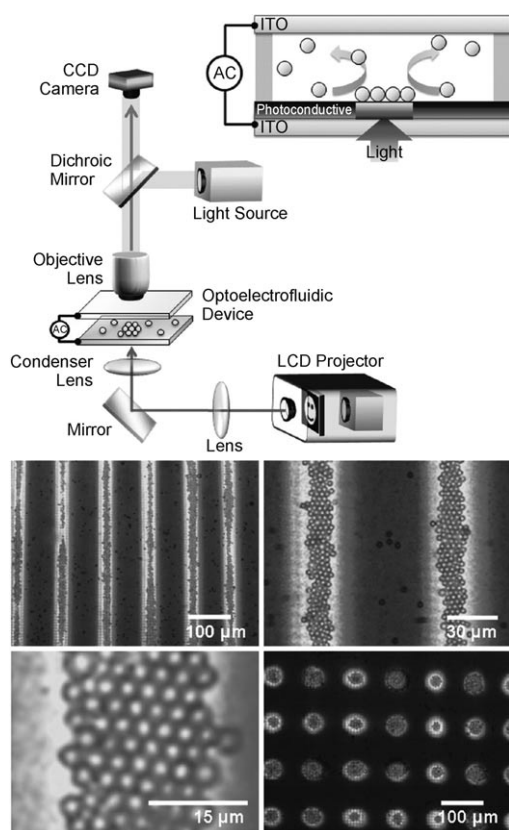 ITO
AC
Photoconductive
ITO
Light
CCD
Camera
Dichroic
Mirror
Light Source
Objective
Lens
Optoelectrofluidic
Device
AC
Condenser
Lens
LCD Projector
Mirror
Lens
100 µm
30 µm
15 µm
100 µm